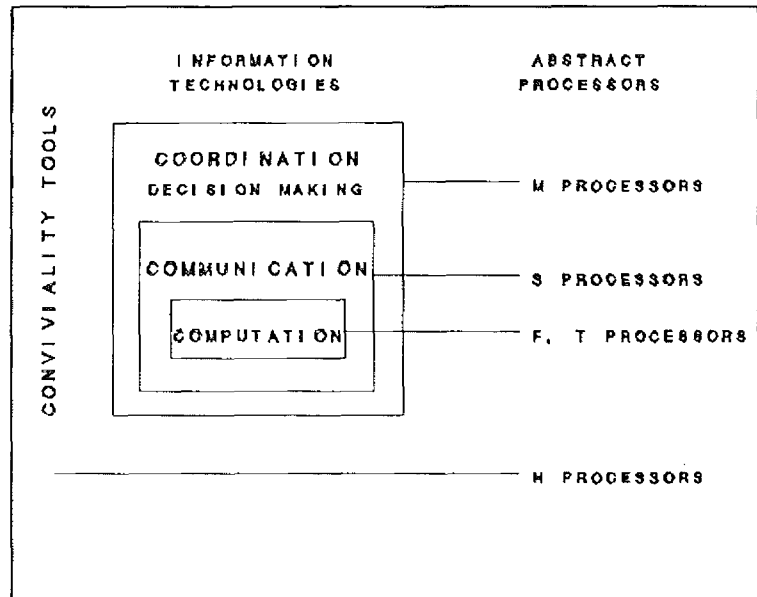 INFORMATION
TECHNOLOGIES
ABSTRACT
PROCESSORS
CONVIVIALITY TOOLS
COORDINATION
DECISION MAKING
M PROCESSORS
COMMUNICATION
S PROCESSORS
COMPUTATION
F, T PROCESSORS
H PROCESSORS